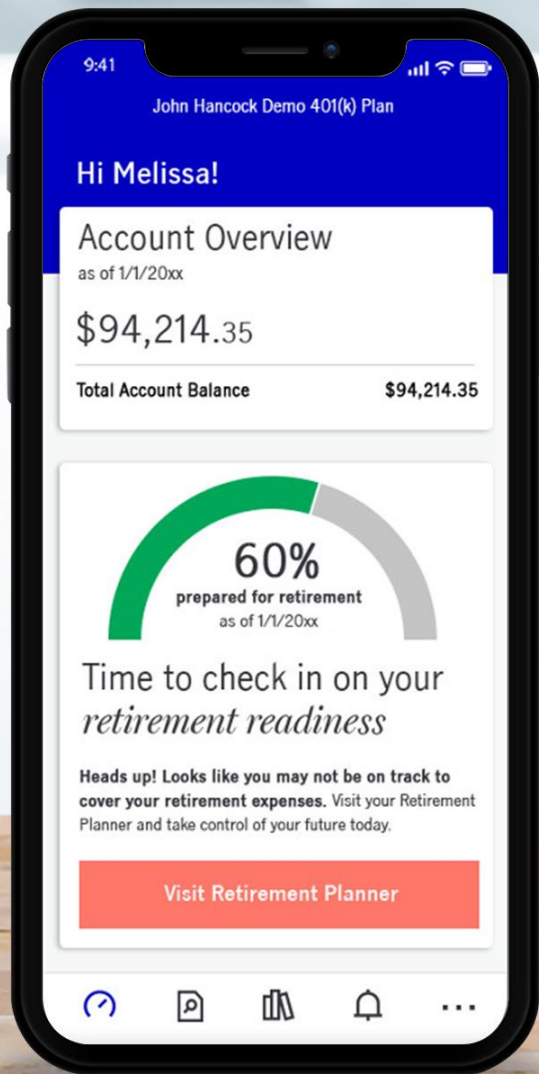 9:41
John Hancock Demo 401(k) Plan
Hi Melissa!
Account Overview
as of 1/1/20xx
$94,214.35
Total Account Balance $94,214.35
60%
prepared for retirement
as of 1/1/20xx
Time to check in on your
retirement readiness
Heads up! Looks like you may not be on track to
cover your retirement expenses. Visit your Retirement
Planner and take control of your future today.
Visit Retirement Planner